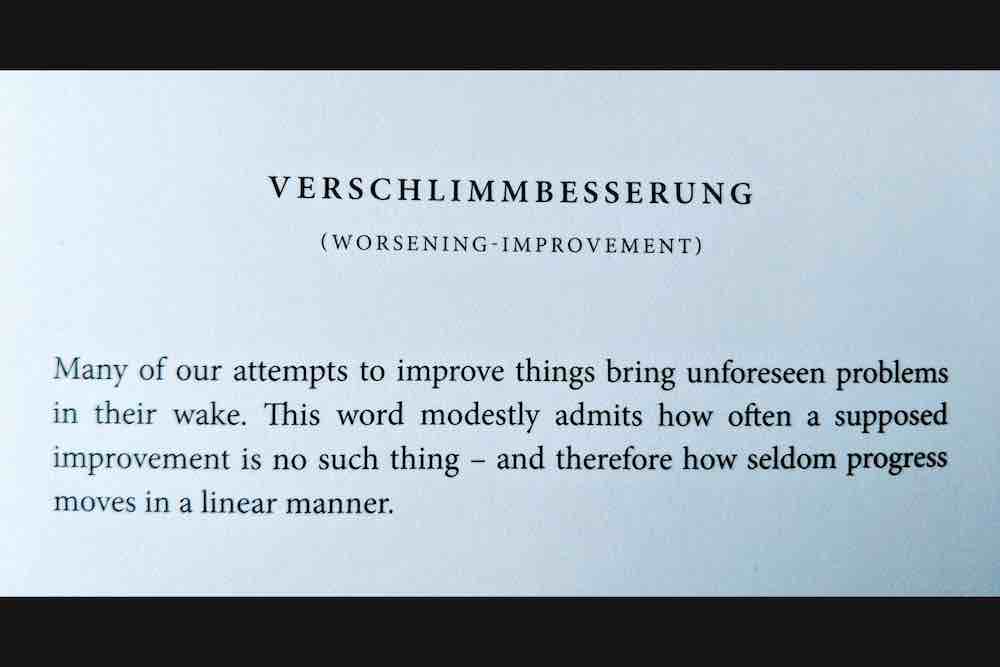 VERSCHLIMMBESSERUNG
(WORSENING-IMPROVEMENT)
Many of our attempts to improve things bring unforeseen problems
in their wake. This word modestly admits how often a supposed
improvement is no such thing – and therefore how seldom progress
moves in a linear manner.